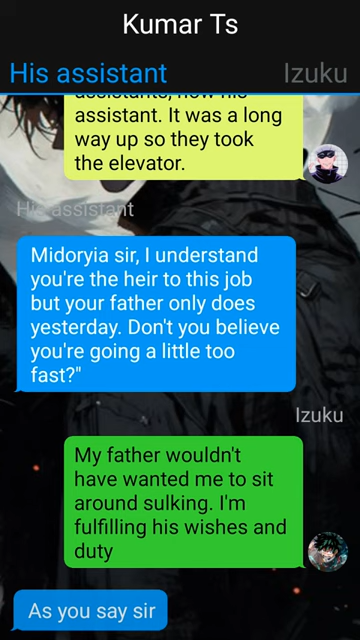 Kumar Ts
His assistant
Izuku
assistants, now his
assistant. It was a long
way up so they took
the elevator.
His assistant
Midoryia sir, I understand
you're the heir to this job
but your father only does
yesterday. Don't you believe
you're going a little too
fast?"
Izuku
My father wouldn't
have wanted me to sit
around sulking. I'm
fulfilling his wishes and
duty
As you say sir